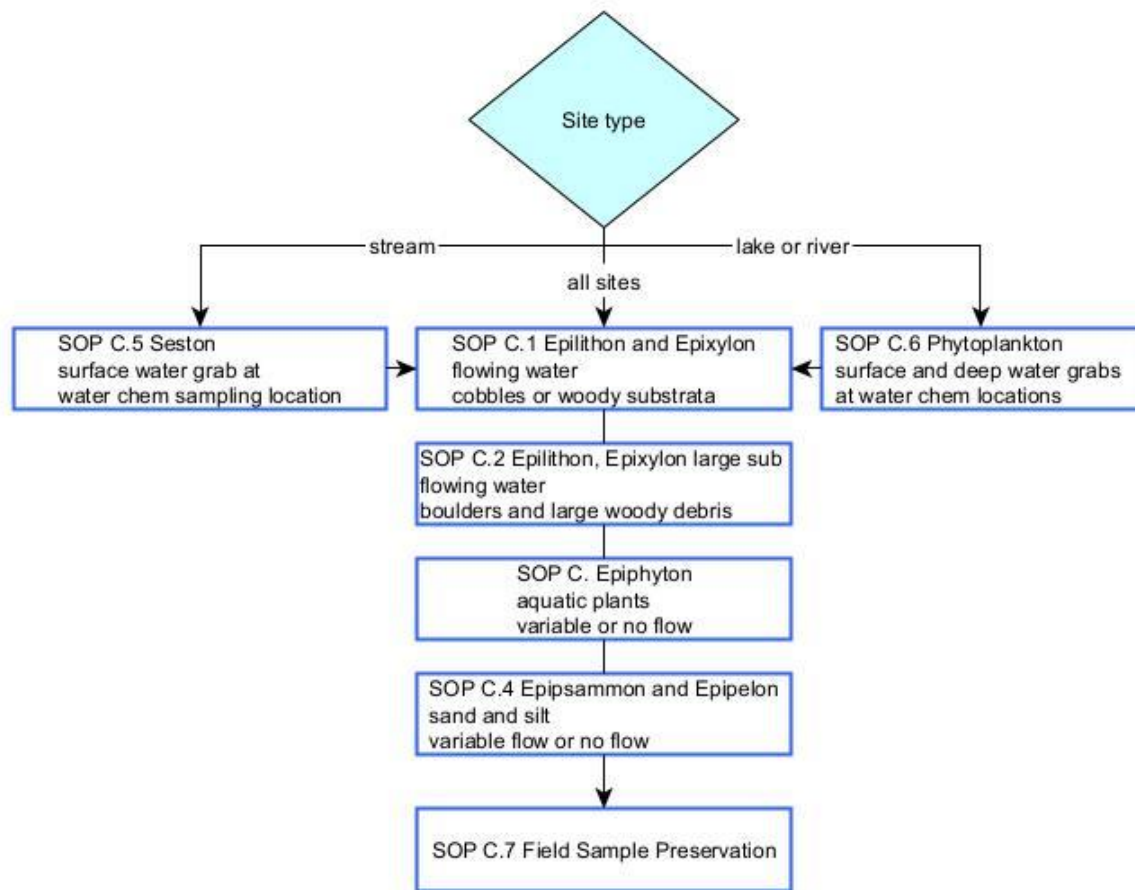 Site type
stream
lake or river
all sites
SOP C.5 Seston
surface water grab at
water chem sampling location
SOP C.1 Epilithon and Epixylon
flowing water
cobbles or woody substrata
SOP C.6 Phytoplankton
surface and deep water grabs
at water chem locations
SOP C.2 Epilithon, Epixylon large sub
flowing water
boulders and large woody debris
SOP C. Epiphyton
aquatic plants
variable or no flow
SOP C.4 Epipsammon and Epipelon
sand and silt
variable flow or no flow
SOP C.7 Field Sample Preservation